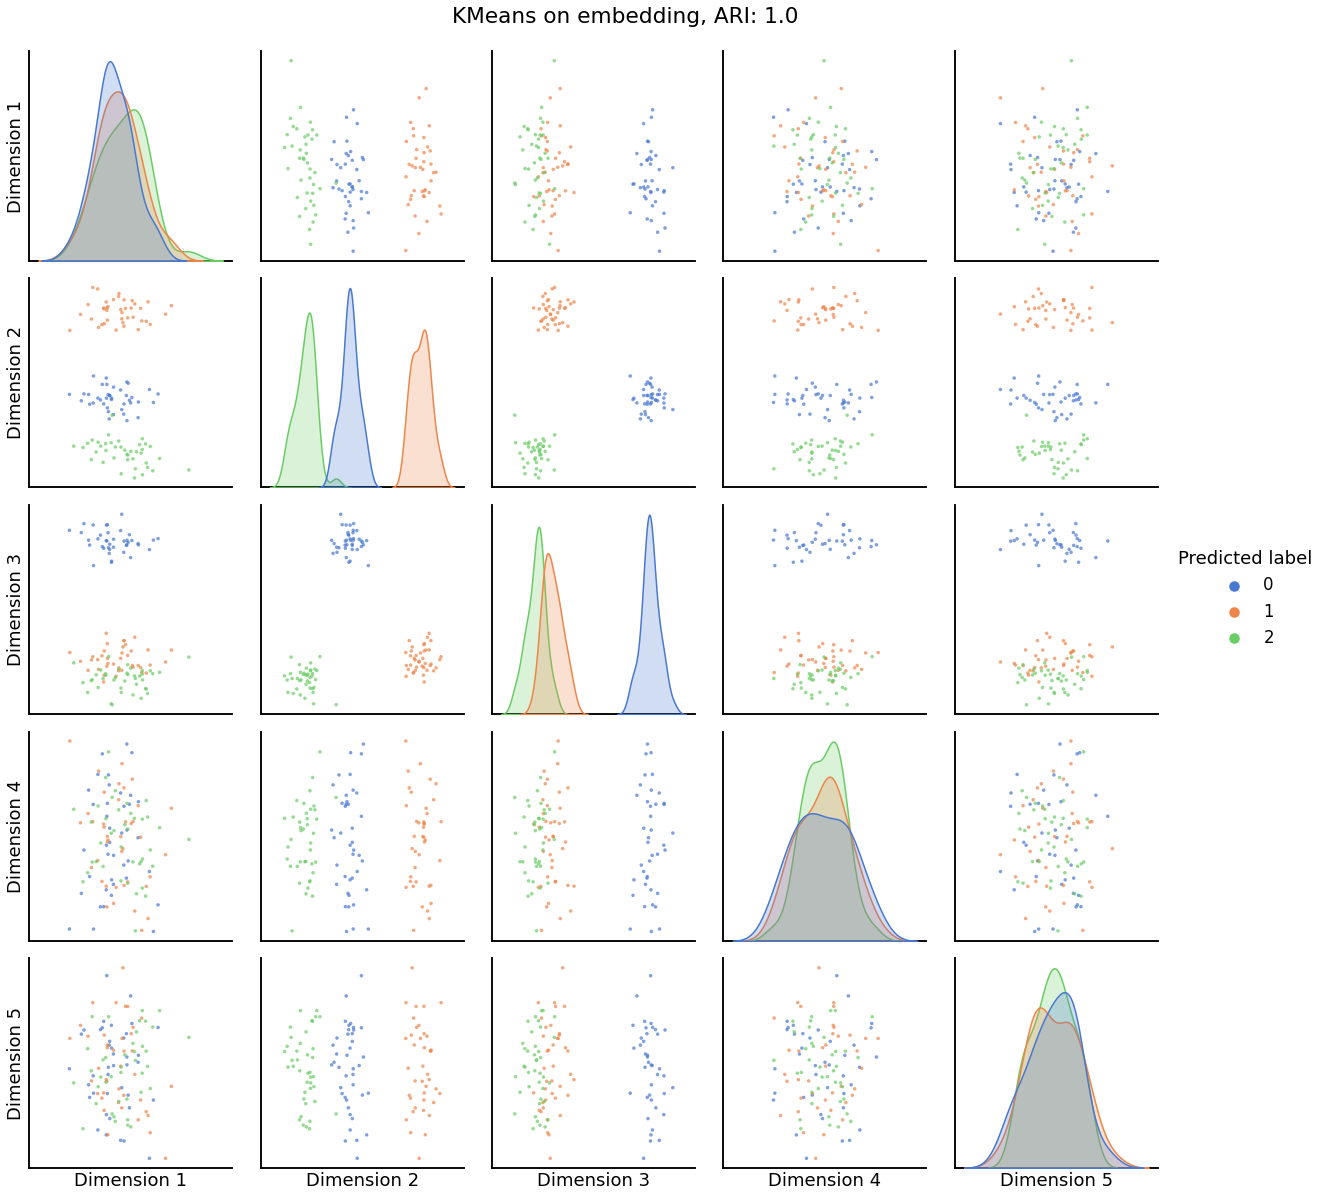 KMeans on embedding, ARI: 1.0
Dimension 1
Dimension 2
Dimension 3
Dimension 4
Dimension 5
Predicted label
0
1
2
Dimension 1
Dimension 2
Dimension 3
Dimension 4
Dimension 5